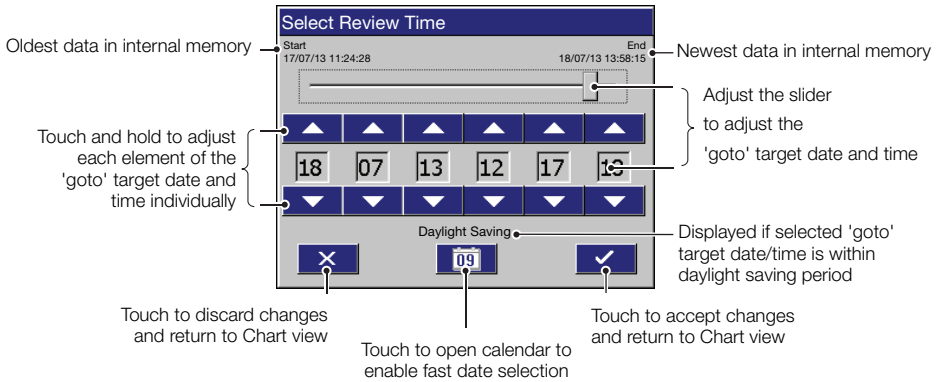 Select Review Time
Oldest data in internal memory
Start
17/07/13 11:24:28
End
18/07/13 13:58:15
Newest data in internal memory
Adjust the slider
to adjust the
'goto' target date and time
Touch and hold to adjust
each element of the
'goto' target date and
time individually
18 07 13 12 17
Daylight Saving
Displayed if selected 'goto'
target date/time is within
daylight saving period
09
Touch to discard changes
and return to Chart view
Touch to open calendar to
enable fast date selection
Touch to accept changes
and return to Chart view